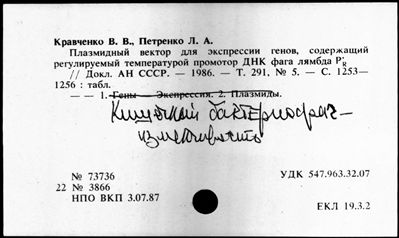 Кравченко В. В., Петренко Л. А.
Плазмидный вектор для экспрессии генов, содержащий
регулируемый температурой промотор ДНК фага лямбда P'R
// Докл. АН СССР. — 1986. — Т. 291, № 5. — С. 1253—
1256 : табл.
— — 1. Гены — Экспрессия. 2. Плазмиды.
Кишечный бактериофаг-
№ 73736
УДК 547.963.32.07
22 № 3866
НПО ВКП 3.07.87
ЕКЛ 19.3.2